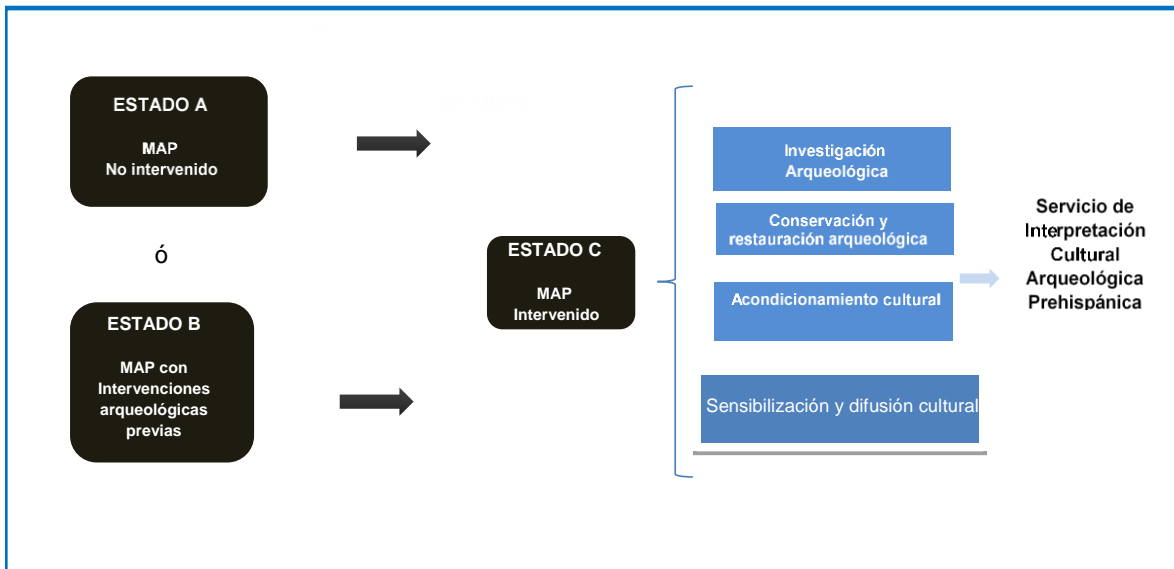 ESTADO A
MAP
No intervenido
ó
ESTADO B
MAP con
Intervenciones
arqueológicas
previas
ESTADO C
MAP
Intervenido
Investigación
Arqueológica
Conservación y
restauración arqueológica
Acondicionamiento cultural
Sensibilización y difusión cultural
Servicio de
Interpretación
Cultural
Arqueológica
Prehispánica